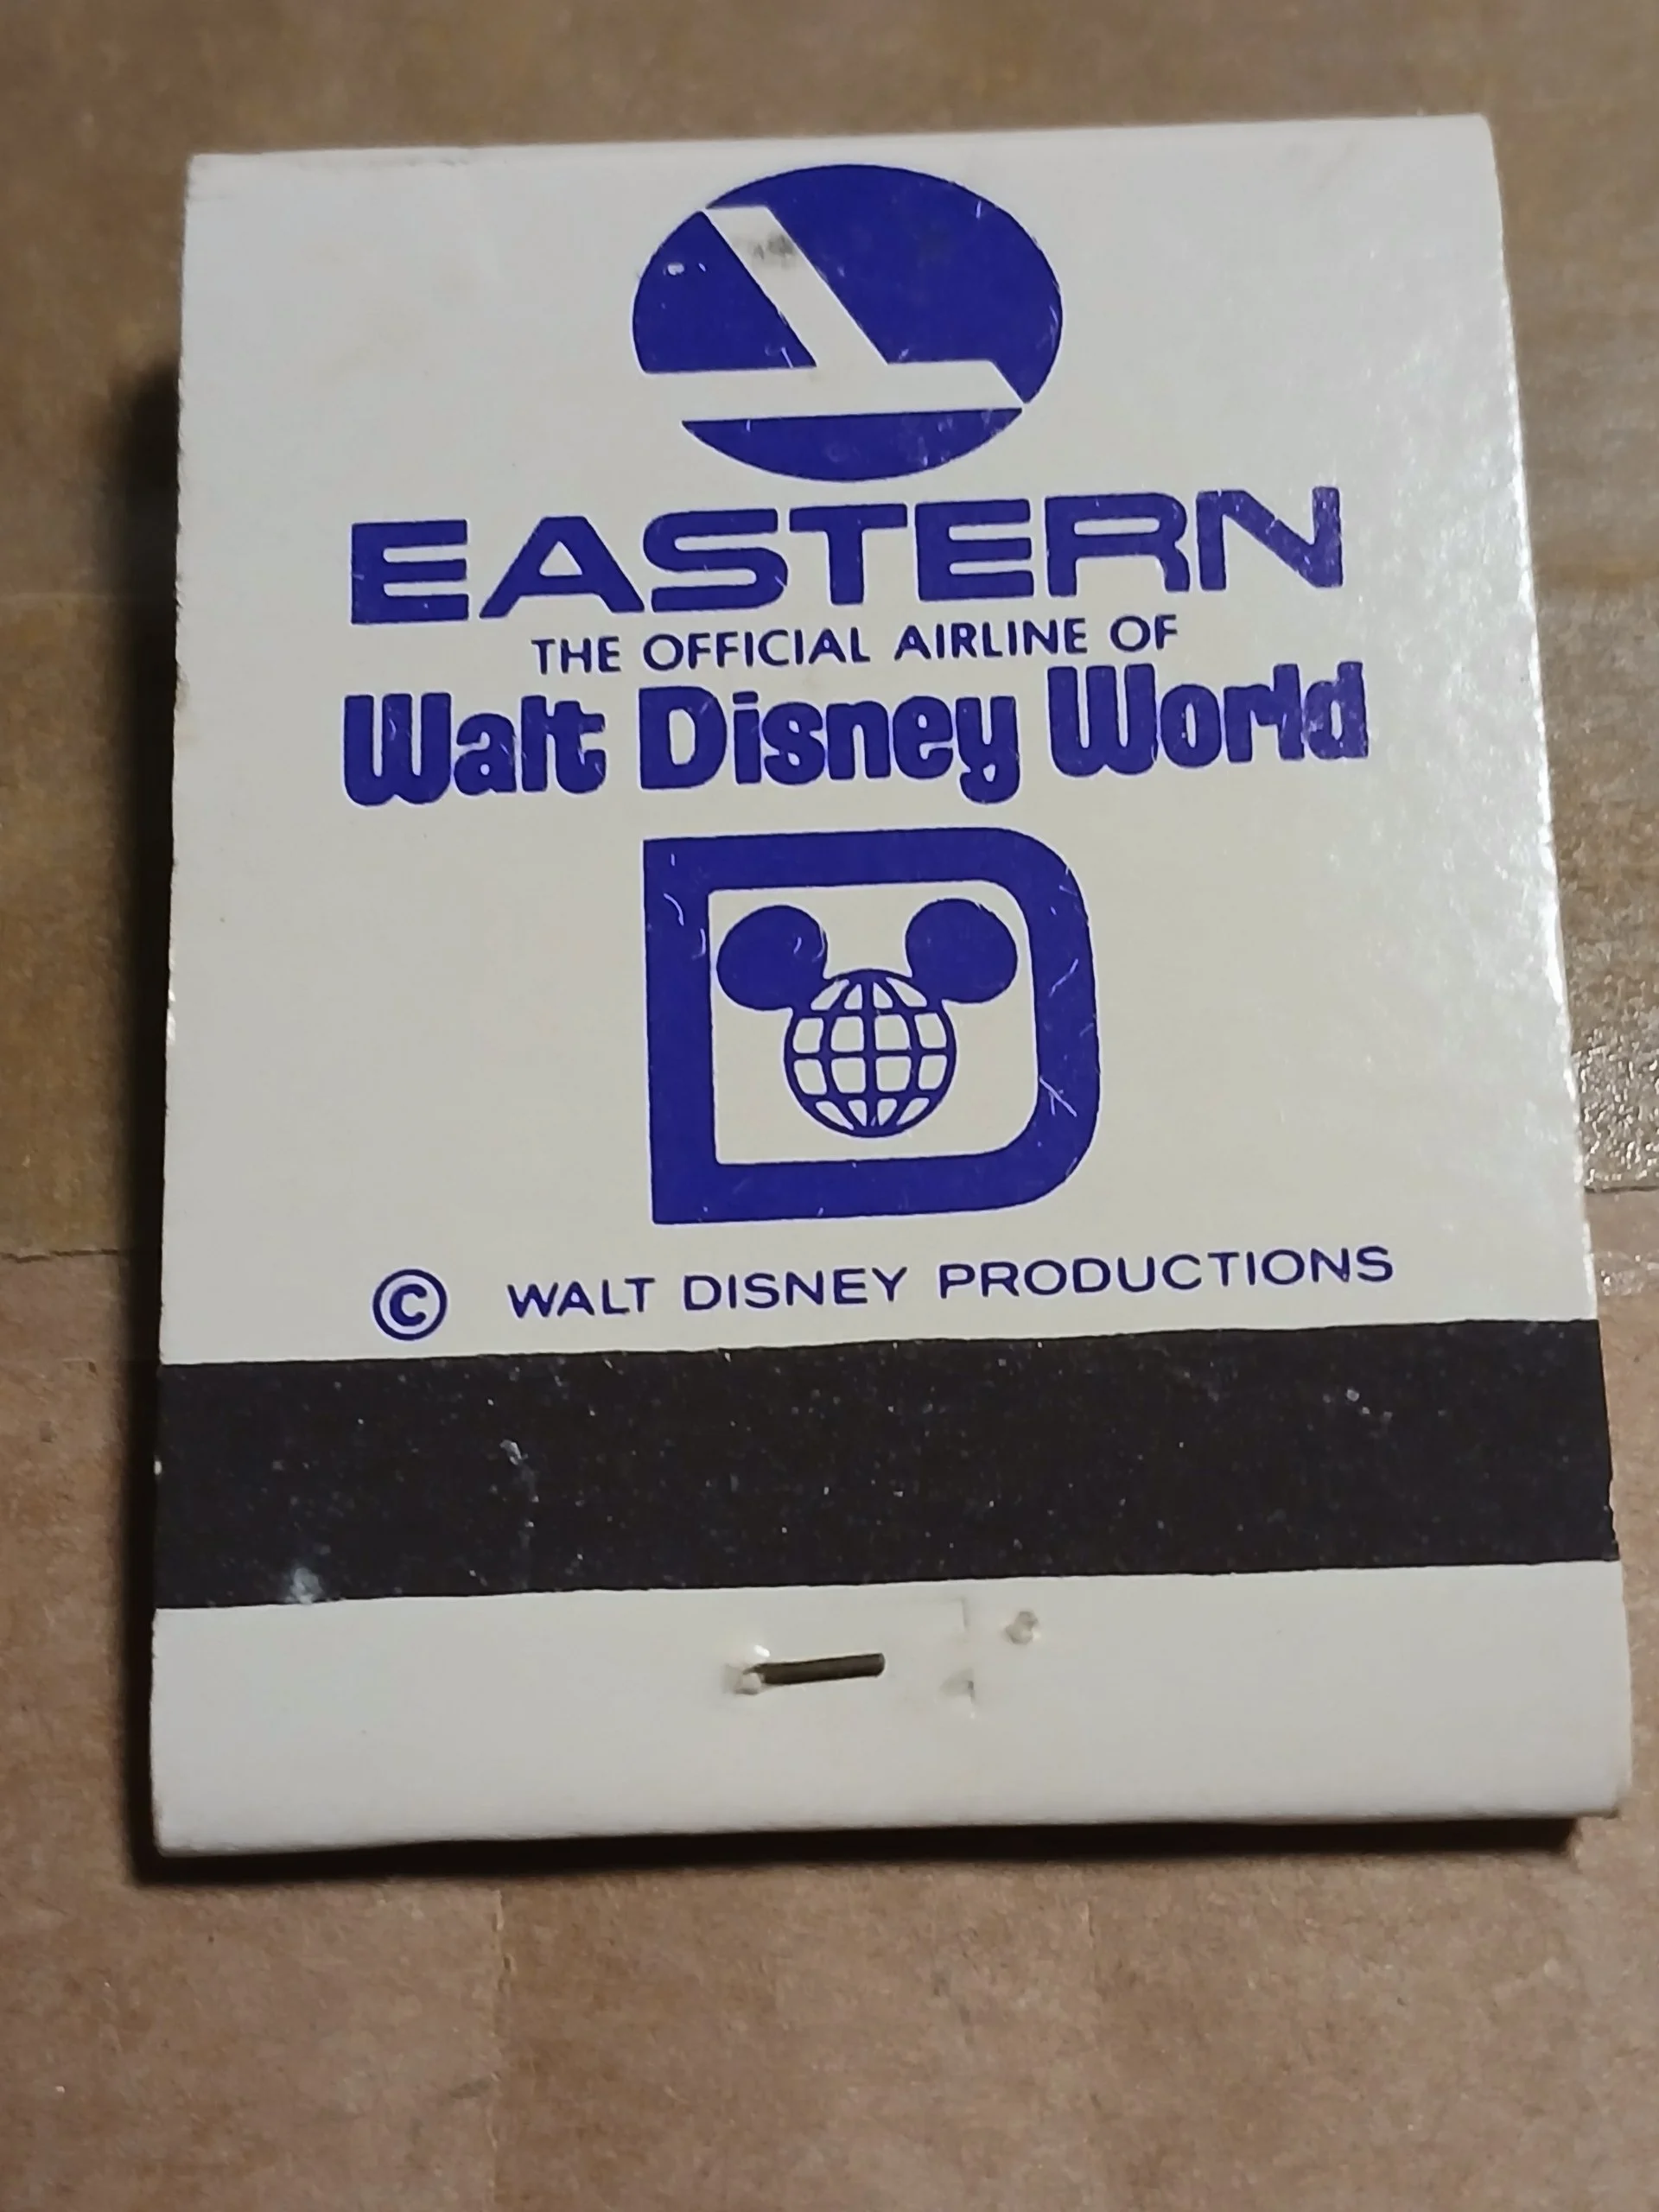 EASTERN
THE OFFICIAL AIRLINE OF
Walt Disney World
© WALT DISNEY PRODUCTIONS